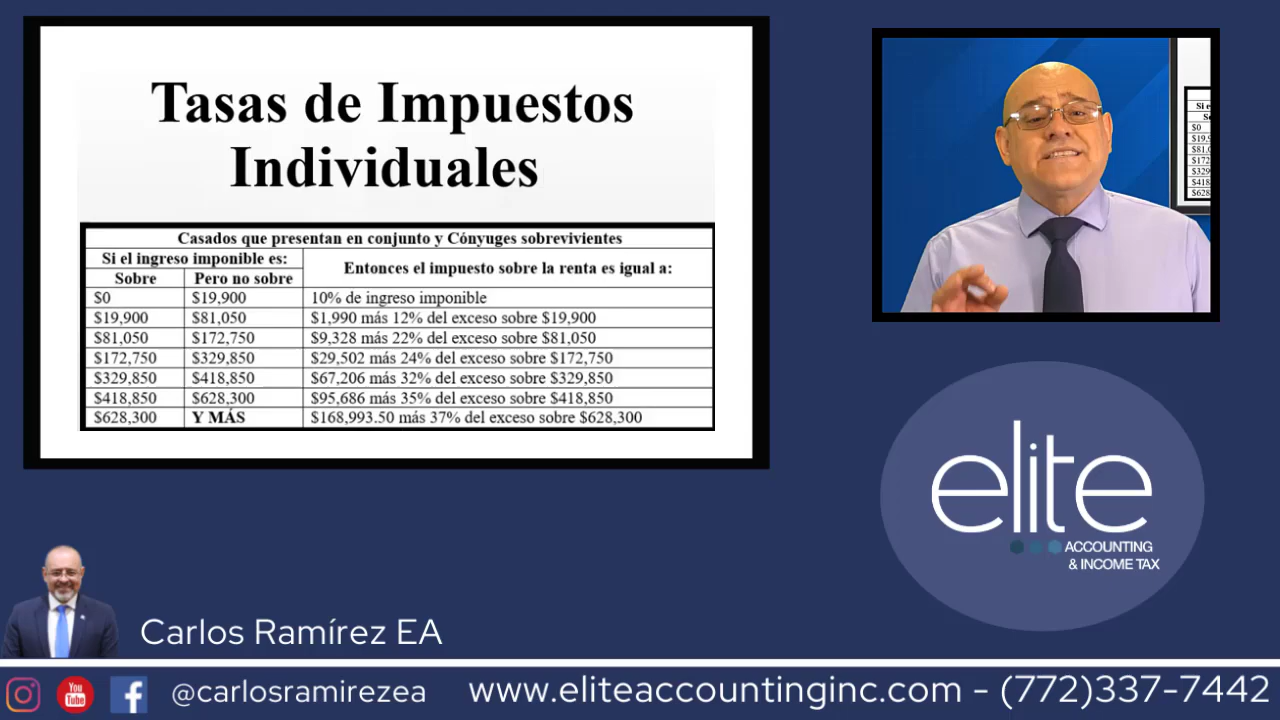 Tasas de Impuestos
Individuales
Casados que presentan en conjunto y Cónyuges sobrevivientes
Si el ingreso imponible es:
Entonces el impuesto sobre la renta es igual a:
Sobre Pero no sobre
$0 $19,900 10% de ingreso imponible
$19,900 $81,050 $1,990 más 12% del exceso sobre $19,900
$81,050 $172,750 $9,328 más 22% del exceso sobre $81,050
$172,750 $329,850 $29,502 más 24% del exceso sobre $172,750
$329,850 $418,850 $67,206 más 32% del exceso sobre $329,850
$418,850 $628,300 $95,686 más 35% del exceso sobre $418,850
$628,300 Y MÁS $168,993.50 más 37% del exceso sobre $628,300
elite
ACCOUNTING
& INCOME TAX
Carlos Ramírez EA
You
Tube
@carlosramirezea
www.eliteaccountinginc.com - (772)337-7442